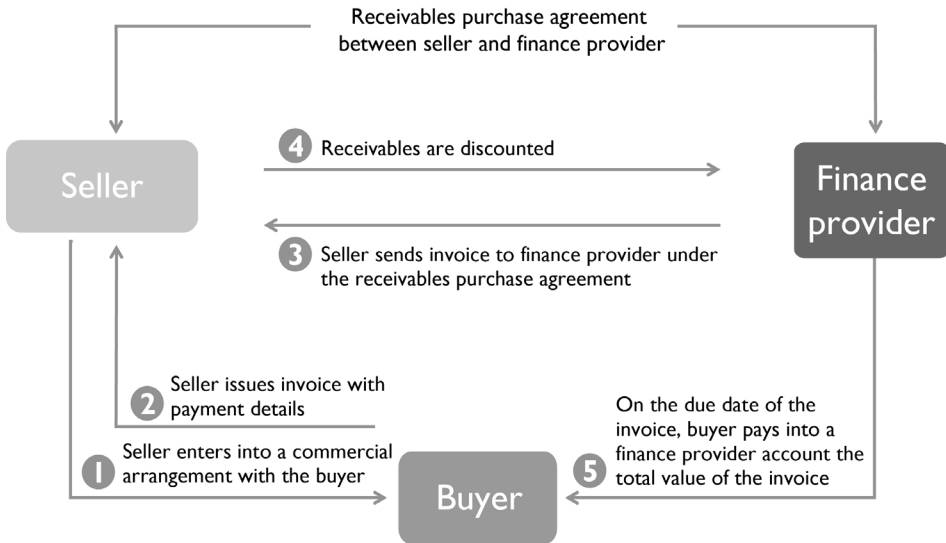 Receivables purchase agreement
between seller and finance provider
Seller
Finance
provider
4 Receivables are discounted
3 Seller sends invoice to finance provider under
the receivables purchase agreement
2 Seller issues invoice with
payment details
1 Seller enters into a commercial
arrangement with the buyer
Buyer
5 On the due date of the
invoice, buyer pays into a
finance provider account the
total value of the invoice